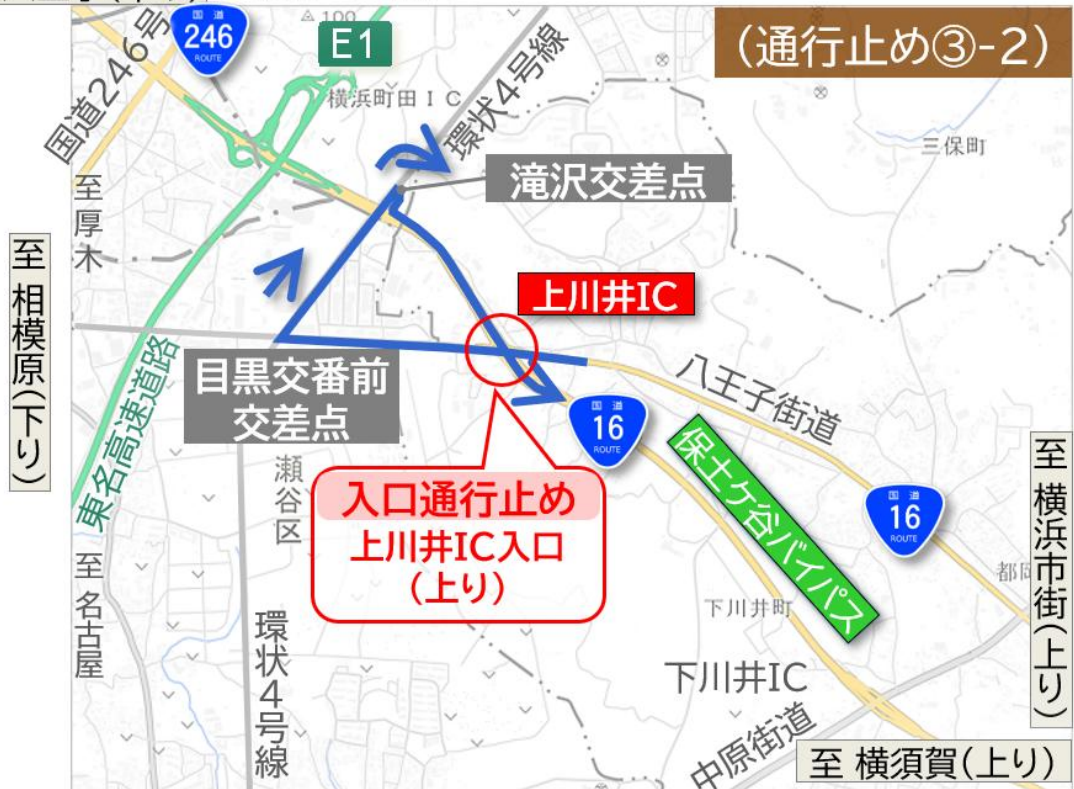 国道
246
ROUTE
国道246号
100
E1
横浜町田IC
環状4号線
(通行止め③-2)
三保町
滝沢交差点
至厚木
至 相模原(下り)
上川井IC
目黒交番前
交差点
八王子街道
国道
16
ROUTE
東名高速道路
瀬谷区
入口通行止め
上川井IC入口
(上り)
保土ケ谷バイパス
国道
16
ROUTE
至 横浜市街(上り)
至名古屋
都岡
下川井町
環状4号線
下川井IC
中原街道
至 横須賀(上り)